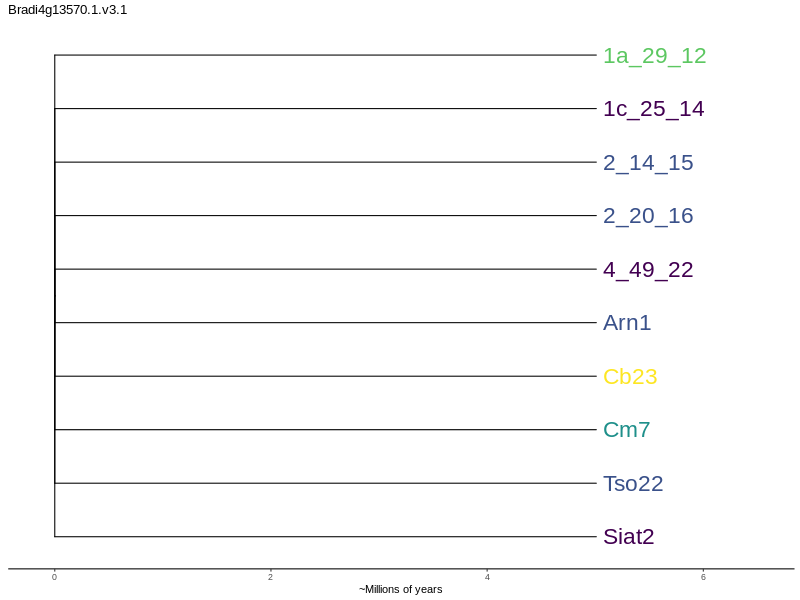 Bradi4g13570.1.v3.1
1a_29_12
1c_25_14
2_14_15
2_20_16
4_49_22
Arn1
Cb23
Cm7
Tso22
Siat2
0 2 4 6
~Millions of years